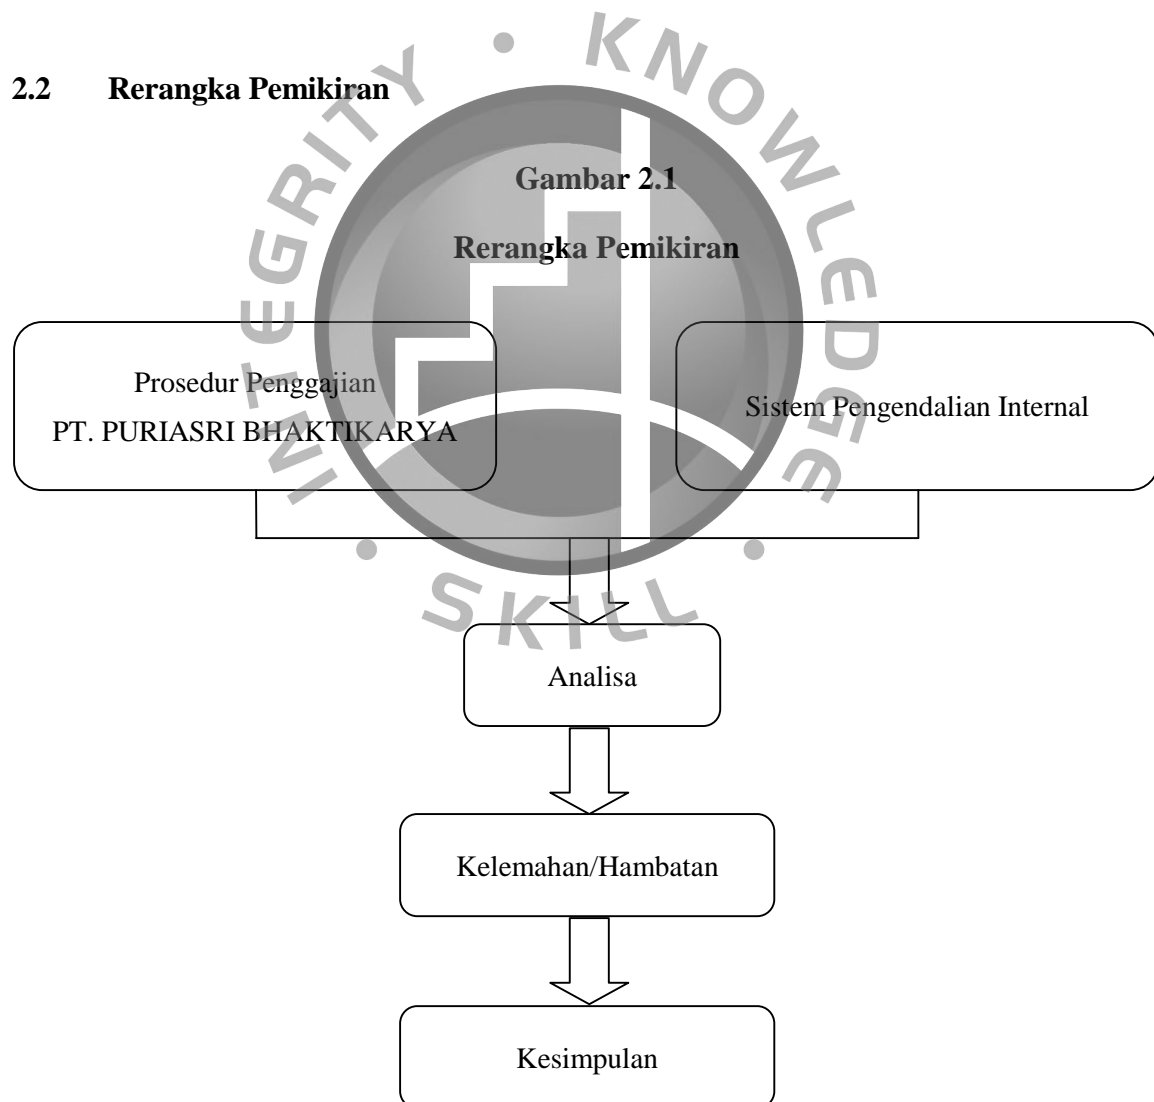 2.2 Rerangka Pemikiran
Gambar 2.1
Rerangka Pemikiran
Prosedur Penggajian
PT. PURIASRI BHAKTIKARYA
Sistem Pengendalian Internal
Analisa
Kelemahan/Hambatan
Kesimpulan
INTEGRITY • KNOWLEDGE • SKILL •